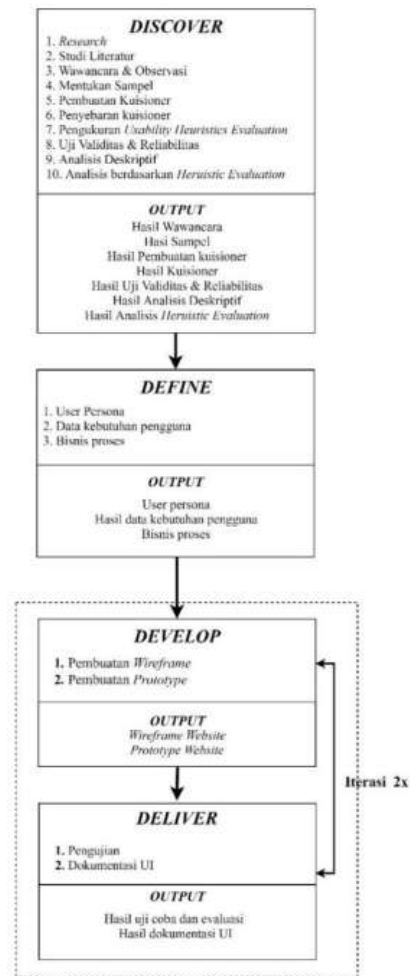 DISCOVER
1. Research
2. Studi Literatur
3. Wawancara & Observasi
4. Mentukan Sampel
5. Pembuatan Kuisioner
6. Penyebaran kuisioner
7. Pengukuran Usability Heuristics Evaluation
8. Uji Validitas & Reliabilitas
9. Analisis Deskriptif
10. Analisis berdasarkan Heruistic Evaluation
OUTPUT
Hasil Wawancara
Hasi Sampel
Hasil Pembuatan kuisioner
Hasil Kuisioner
Hasil Uji Validitas & Reliabilitas
Hasil Analisis Deskriptif
Hasil Analisis Heruistic Evaluation
DEFINE
1. User Persona
2. Data kebutuhan pengguna
3. Bisnis proses
OUTPUT
User persona
Hasil data kebutuhan pengguna
Bisnis proses
DEVELOP
1. Pembuatan Wireframe
2. Pembuatan Prototype
OUTPUT
Wireframe Website
Prototype Website
Iterasi 2x
DELIVER
1. Pengujian
2. Dokumentasi UI
OUTPUT
Hasil uji coba dan evaluasi
Hasil dokumentasi UI